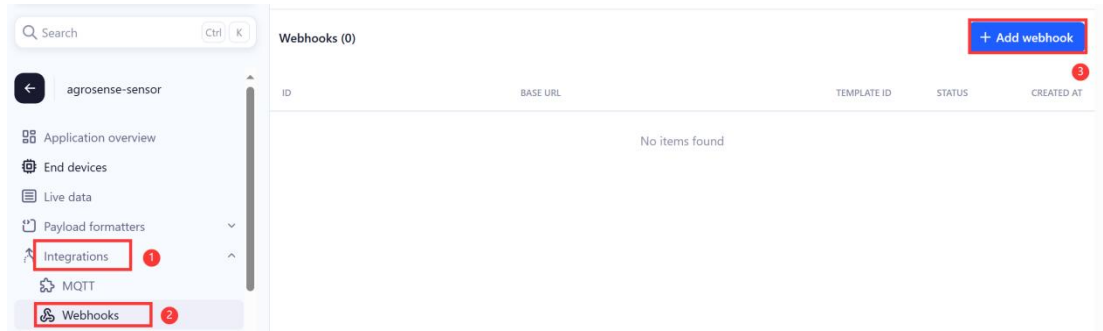 Search Ctrl K
agrosense-sensor
Application overview
End devices
Live data
Payload formatters
Integrations 1
MQTT
Webhooks 2
Webhooks (0) + Add webhook
3
ID BASE URL TEMPLATE ID STATUS CREATED AT
No items found